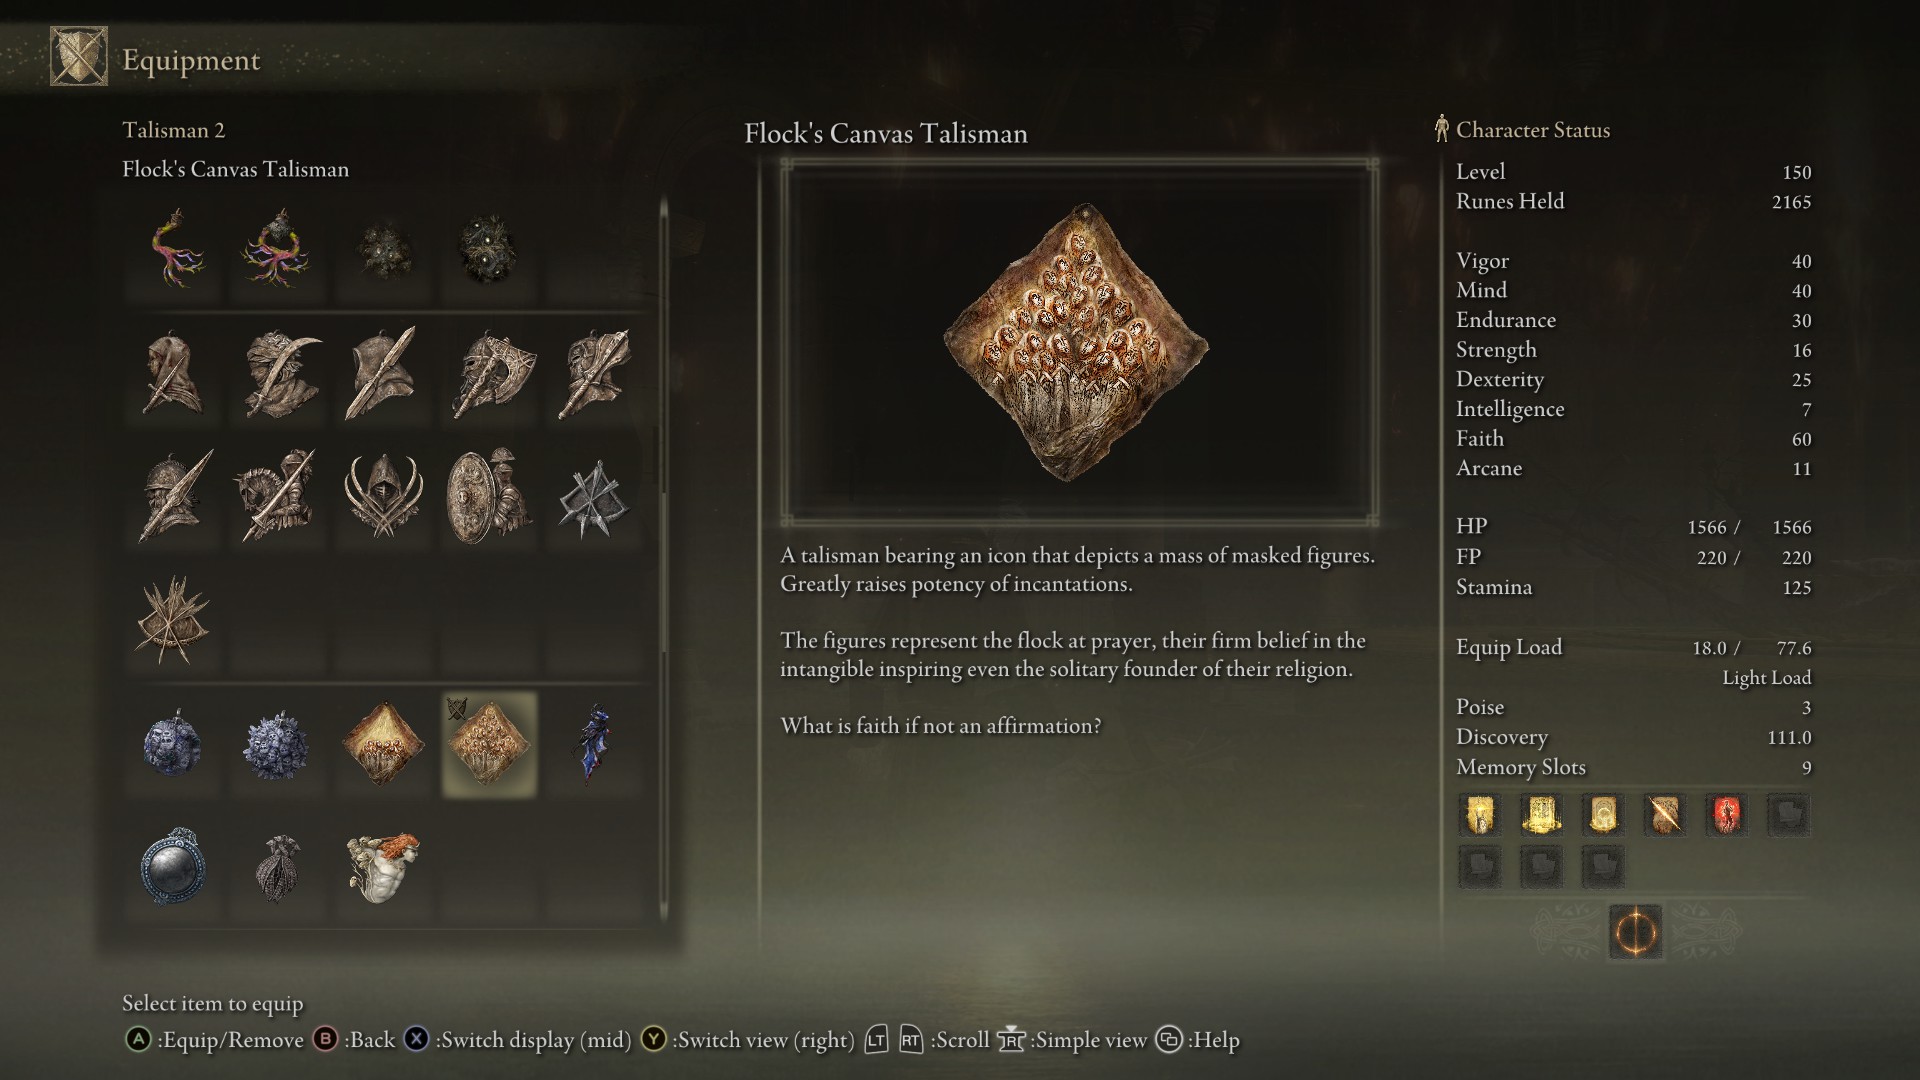 Equipment
Talisman 2
Flock's Canvas Talisman
Flock's Canvas Talisman
A talisman bearing an icon that depicts a mass of masked figures.
Greatly raises potency of incantations.
The figures represent the flock at prayer, their firm belief in the
intangible inspiring even the solitary founder of their religion.
What is faith if not an affirmation?
Character Status
Level 150
Runes Held 2165
Vigor 40
Mind 40
Endurance 30
Strength 16
Dexterity 25
Intelligence 7
Faith 60
Arcane 11
HP 1566 / 1566
FP 220 / 220
Stamina 125
Equip Load 18.0 / 77.6
Light Load
Poise 3
Discovery 111.0
Memory Slots 9
Select item to equip
A :Equip/Remove B :Back X :Switch display (mid) Y :Switch view (right) LT RT :Scroll R :Simple view :Help